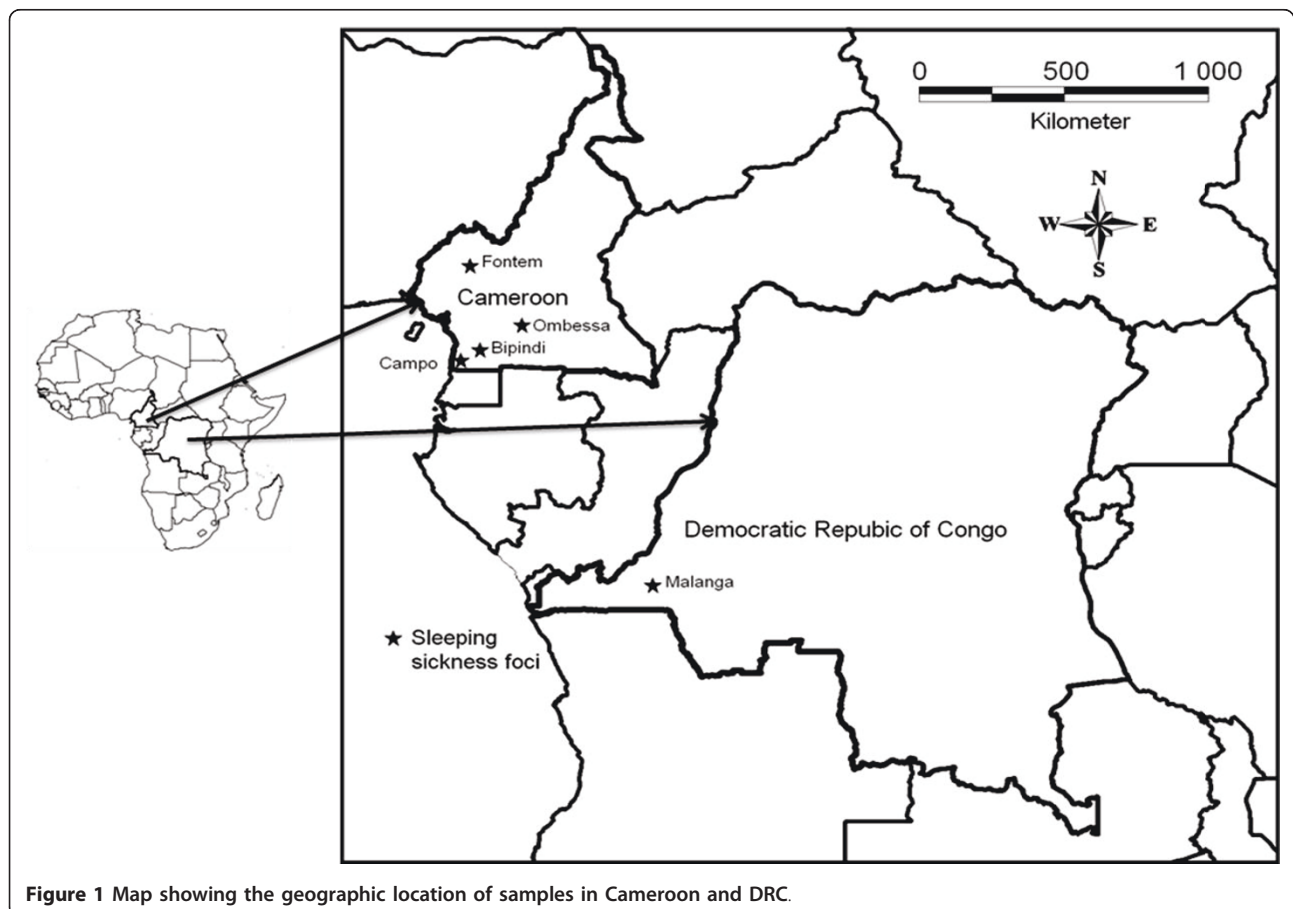 0 500 1 000
Kilometer
N
W E
S
Fontem
Cameroon
Ombessa
Bipindi
Campo
Democratic Repubic of Congo
Malanga
Sleeping
sickness foci
Figure 1 Map showing the geographic location of samples in Cameroon and DRC.